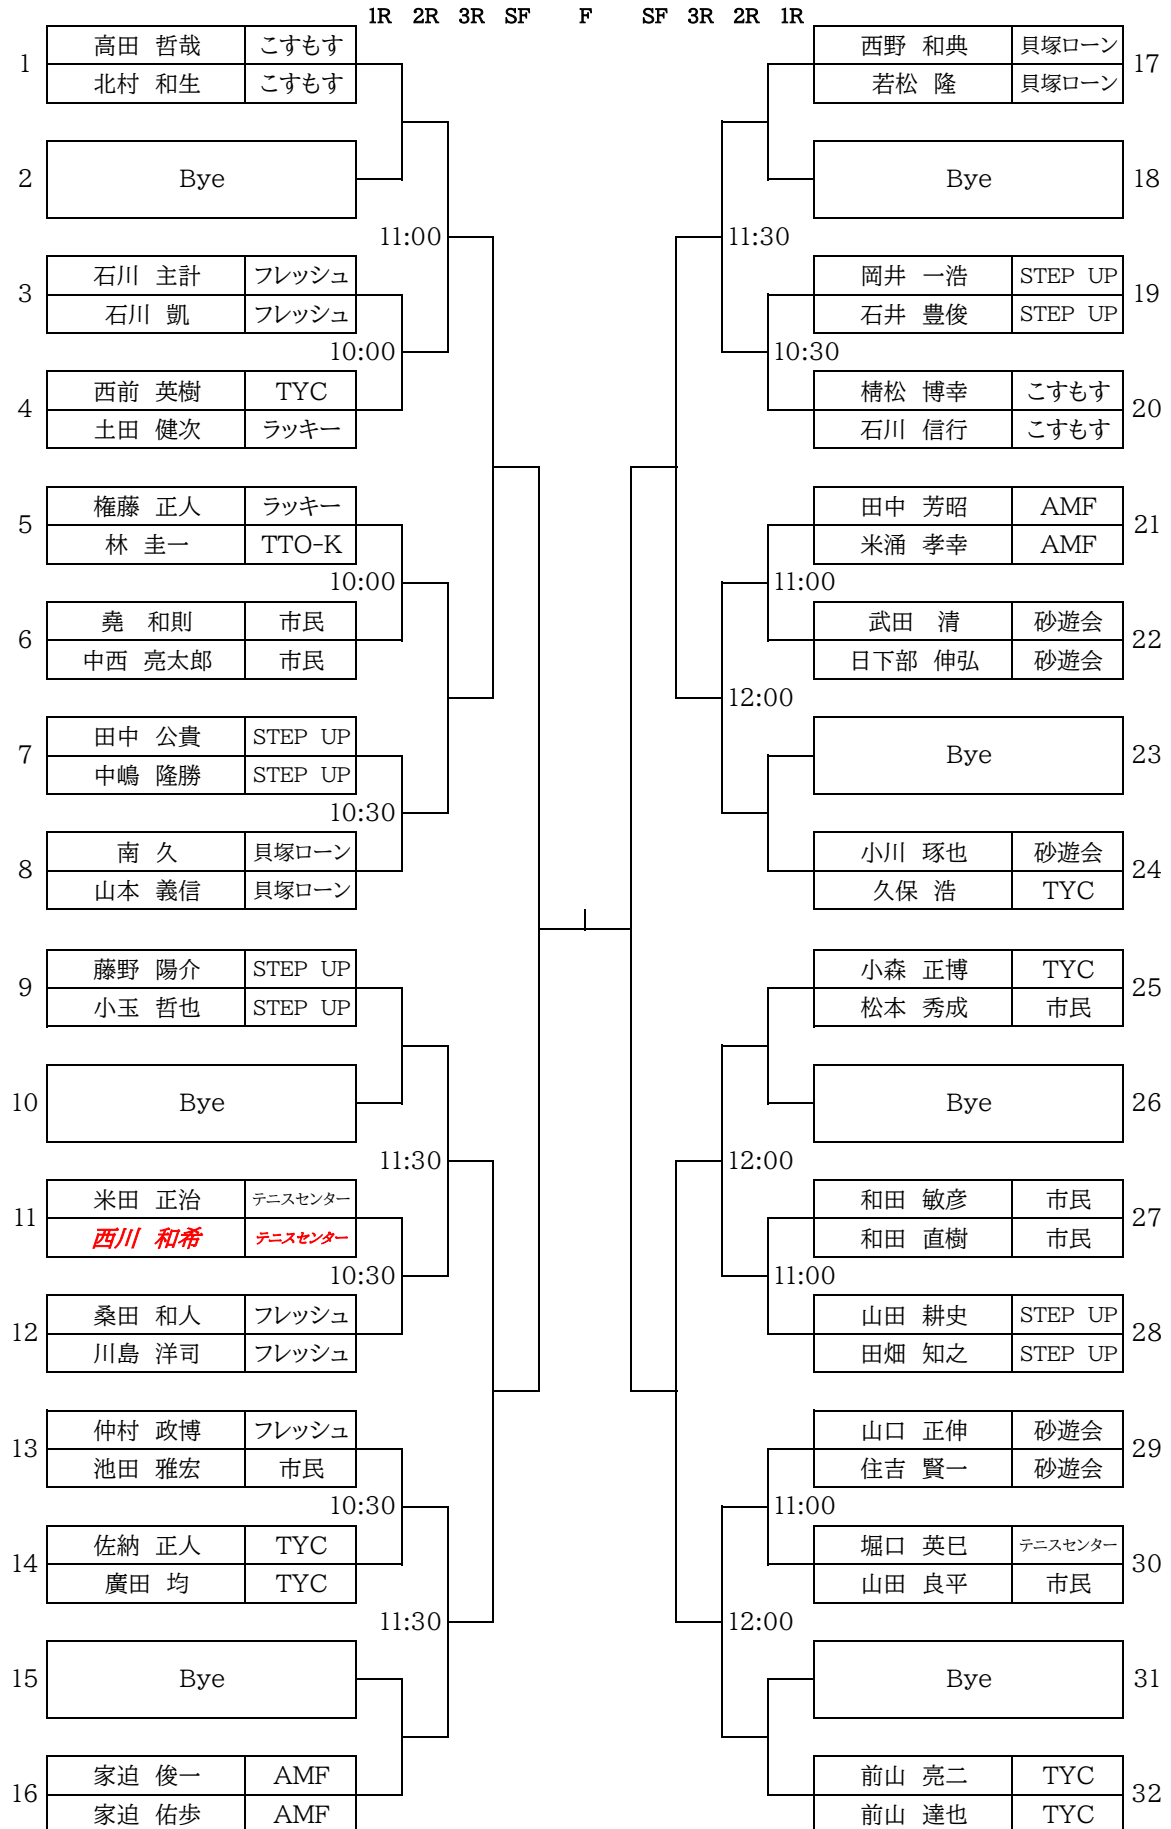 1R 2R 3R SF F SF 3R 2R 1R
1 高田 哲哉 こすもす
北村 和生 こすもす
2 Bye
11:00
3 石川 主計 フレッシュ
石川 凱 フレッシュ
10:00
4 西前 英樹 TYC
土田 健次 ラッキー
5 権藤 正人 ラッキー
林 圭一 TTO-K
10:00
6 堯 和則 市民
中西 亮太郎 市民
7 田中 公貴 STEP UP
中嶋 隆勝 STEP UP
10:30
8 南 久 貝塚ローン
山本 義信 貝塚ローン
9 藤野 陽介 STEP UP
小玉 哲也 STEP UP
10 Bye
11:30
11 米田 正治 テニスセンター
西川 和希 テニスセンター
10:30
12 桑田 和人 フレッシュ
川島 洋司 フレッシュ
13 仲村 政博 フレッシュ
池田 雅宏 市民
10:30
14 佐納 正人 TYC
廣田 均 TYC
11:30
15 Bye
16 家迫 俊一 AMF
家迫 佑歩 AMF
西野 和典 貝塚ローン 17
若松 隆 貝塚ローン
Bye 18
11:30
岡井 一浩 STEP UP 19
石井 豊俊 STEP UP
10:30
棈松 博幸 こすもす 20
石川 信行 こすもす
田中 芳昭 AMF 21
米涌 孝幸 AMF
11:00
武田 清 砂遊会 22
日下部 伸弘 砂遊会
12:00
Bye 23
小川 琢也 砂遊会 24
久保 浩 TYC
小森 正博 TYC 25
松本 秀成 市民
Bye 26
12:00
和田 敏彦 市民 27
和田 直樹 市民
11:00
山田 耕史 STEP UP 28
田畑 知之 STEP UP
山口 正伸 砂遊会 29
住吉 賢一 砂遊会
11:00
堀口 英巳 テニスセンター 30
山田 良平 市民
12:00
Bye 31
前山 亮二 TYC 32
前山 達也 TYC